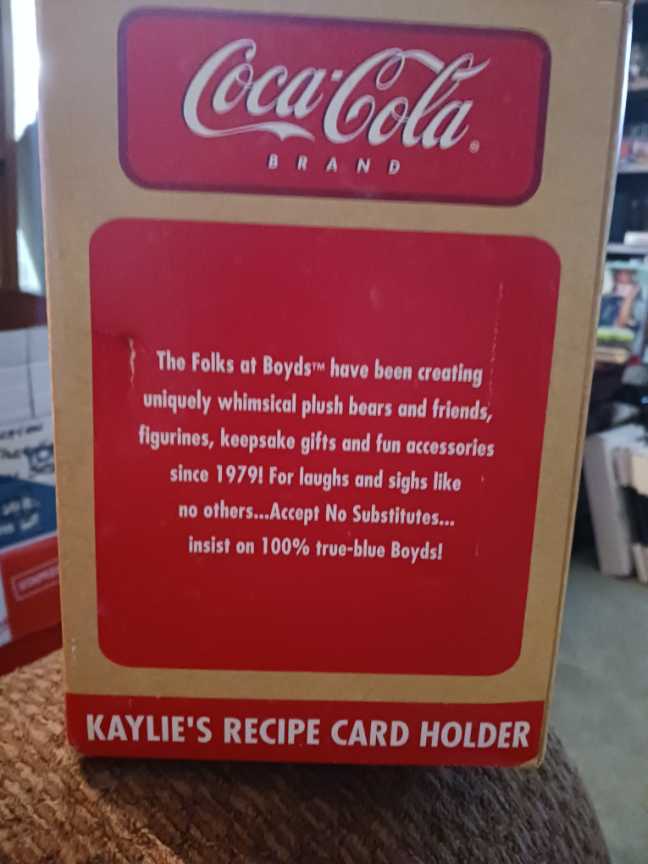 Coca-Cola®
BRAND
The Folks at Boyds™ have been creating
uniquely whimsical plush bears and friends,
figurines, keepsake gifts and fun accessories
since 1979! For laughs and sighs like
no others...Accept No Substitutes...
insist on 100% true-blue Boyds!
KAYLIE'S RECIPE CARD HOLDER